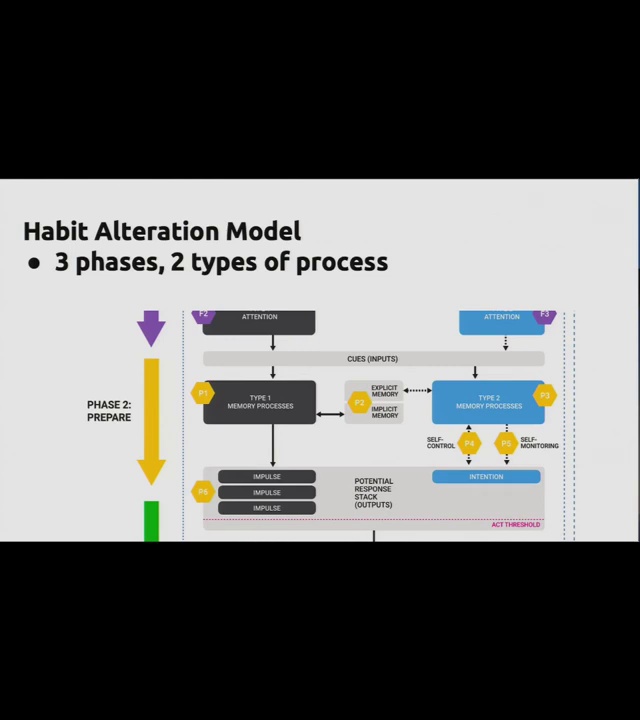 Habit Alteration Model
● 3 phases, 2 types of process
F2
ATTENTION
ATTENTION
F3
CUES (INPUTS)
PHASE 2:
PREPARE
P1
TYPE 1
MEMORY PROCESSES
P2
EXPLICIT
MEMORY
IMPLICIT
MEMORY
TYPE 2
MEMORY PROCESSES
P3
SELF-
CONTROL
P4
P5
SELF-
MONITORING
P6
IMPULSE
IMPULSE
IMPULSE
POTENTIAL
RESPONSE
STACK
(OUTPUTS)
INTENTION
ACT THRESHOLD